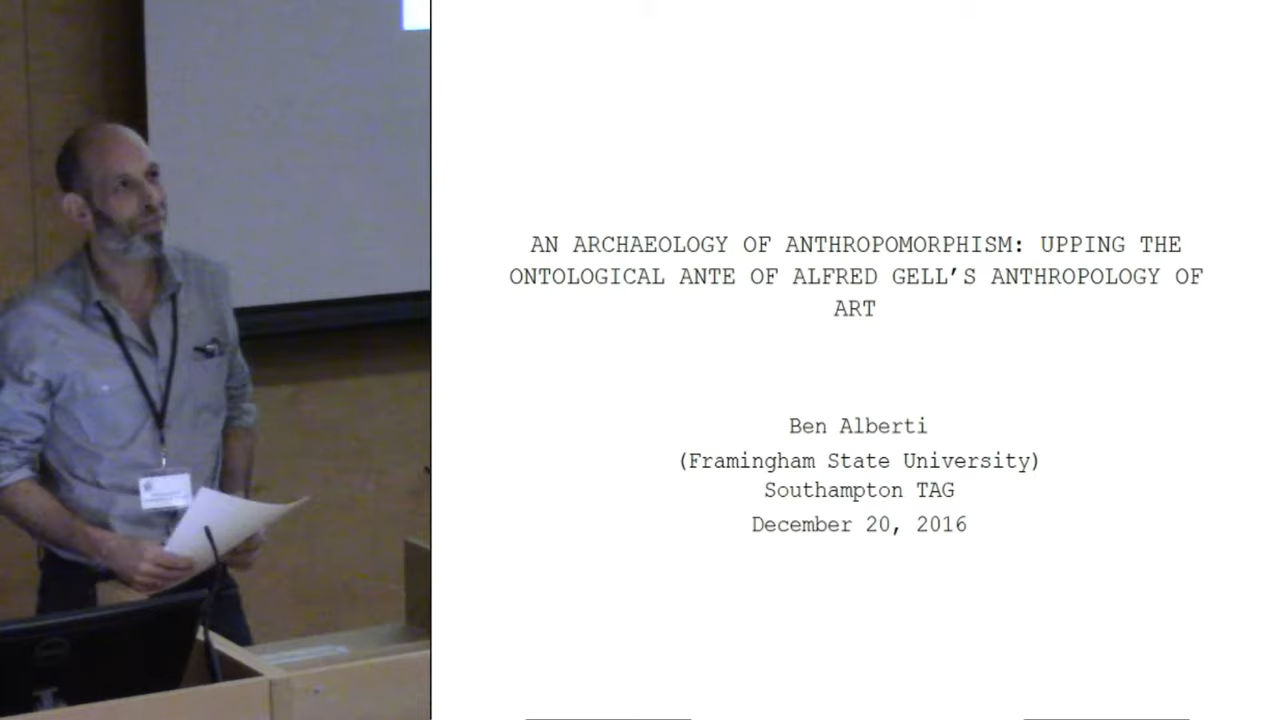 AN ARCHAEOLOGY OF ANTHROPOMORPHISM: UPPING THE
ONTOLOGICAL ANTE OF ALFRED GELL’S ANTHROPOLOGY OF
ART
Ben Alberti
(Framingham State University)
Southampton TAG
December 20, 2016